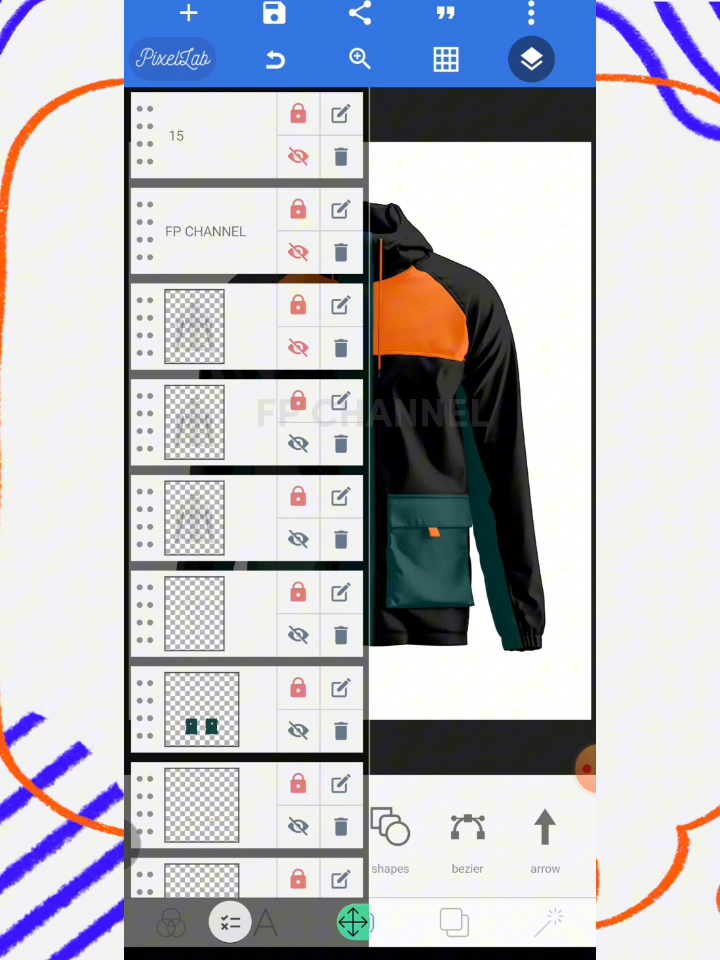 PixelLab
15
FP CHANNEL
FP CHANNEL
shapes
bezier
arrow